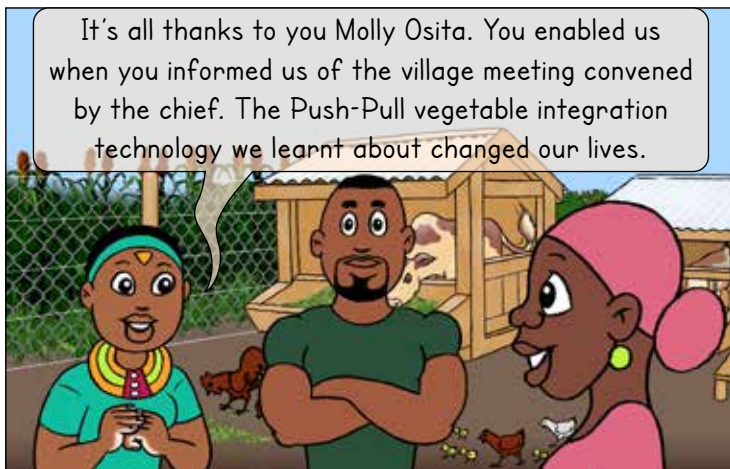 It's all thanks to you Molly Osita. You enabled us
when you informed us of the village meeting convened
by the chief. The Push-Pull vegetable integration
technology we learnt about changed our lives.